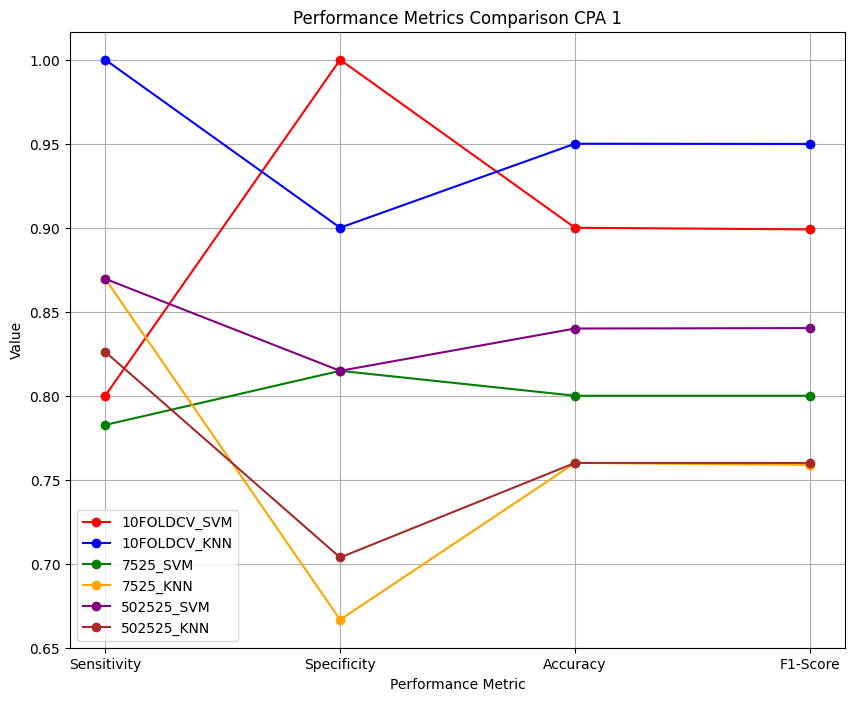 Performance Metrics Comparison CPA 1
Value
1.00
0.95
0.90
0.85
0.80
0.75
0.70
0.65
10FOLDCV_SVM
10FOLDCV_KNN
7525_SVM
7525_KNN
502525_SVM
502525_KNN
Sensitivity Specificity Accuracy F1-Score
Performance Metric